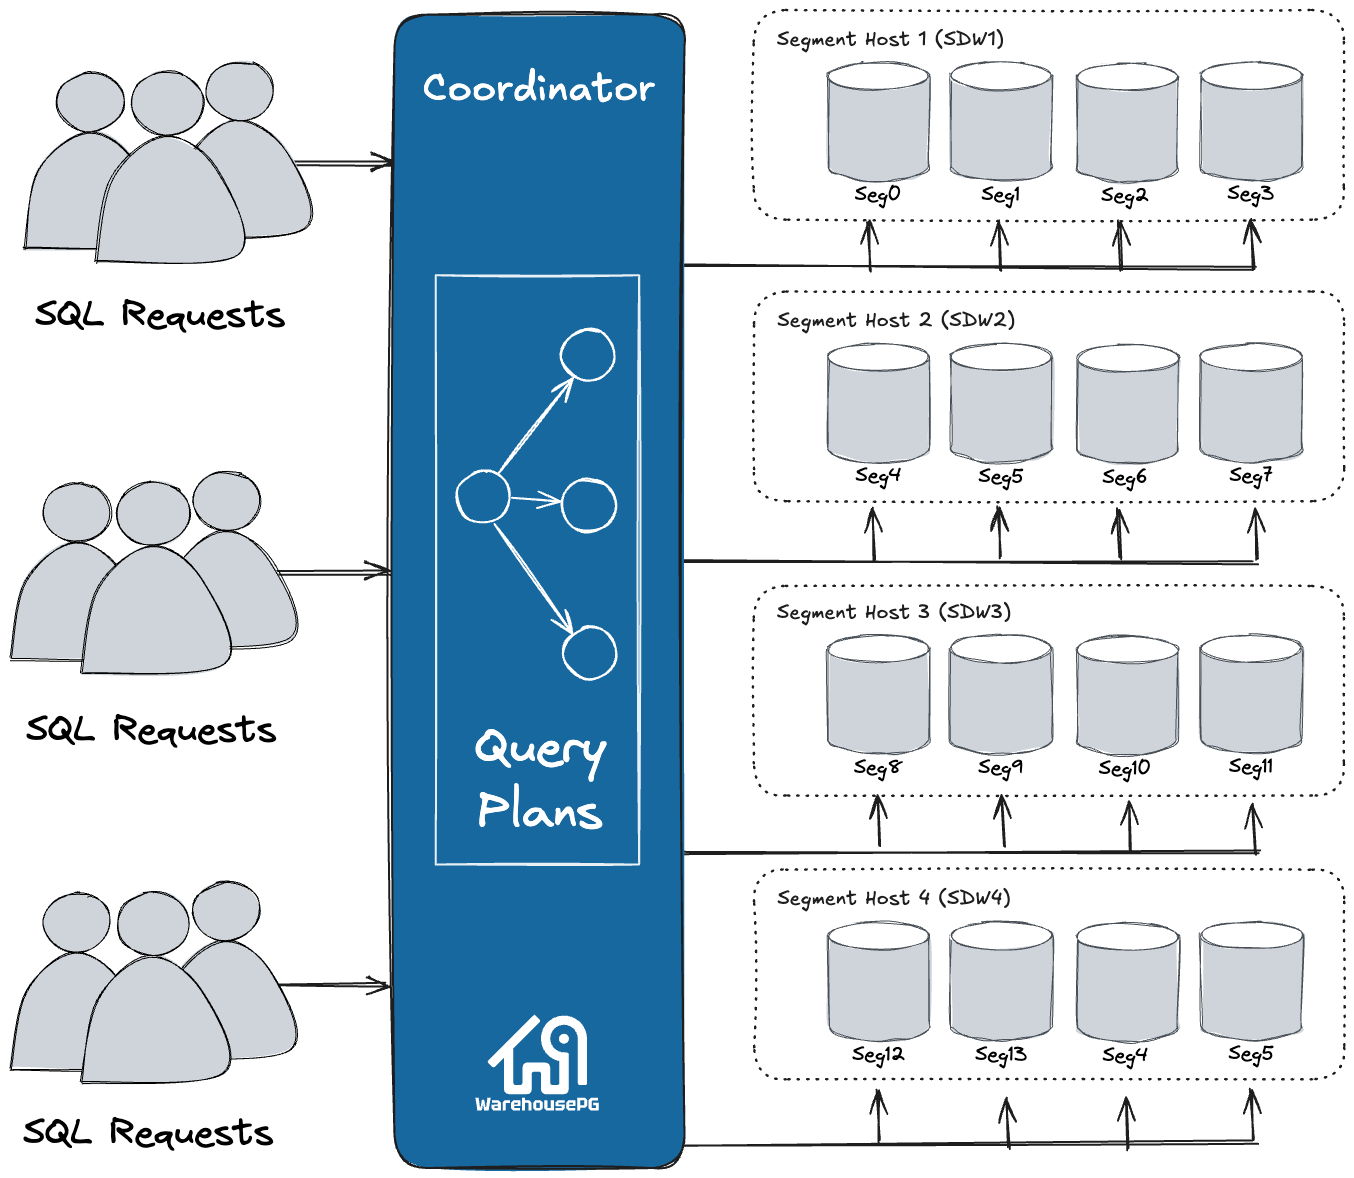 SQL Requests
SQL Requests
SQL Requests
Coordinator
Query
Plans
WarehousePG
Segment Host 1 (SDW1)
Seg0 Seg1 Seg2 Seg3
Segment Host 2 (SDW2)
Seg4 Seg5 Seg6 Seg7
Segment Host 3 (SDW3)
Seg8 Seg9 Seg10 Seg11
Segment Host 4 (SDW4)
Seg12 Seg13 Seg4 Seg5